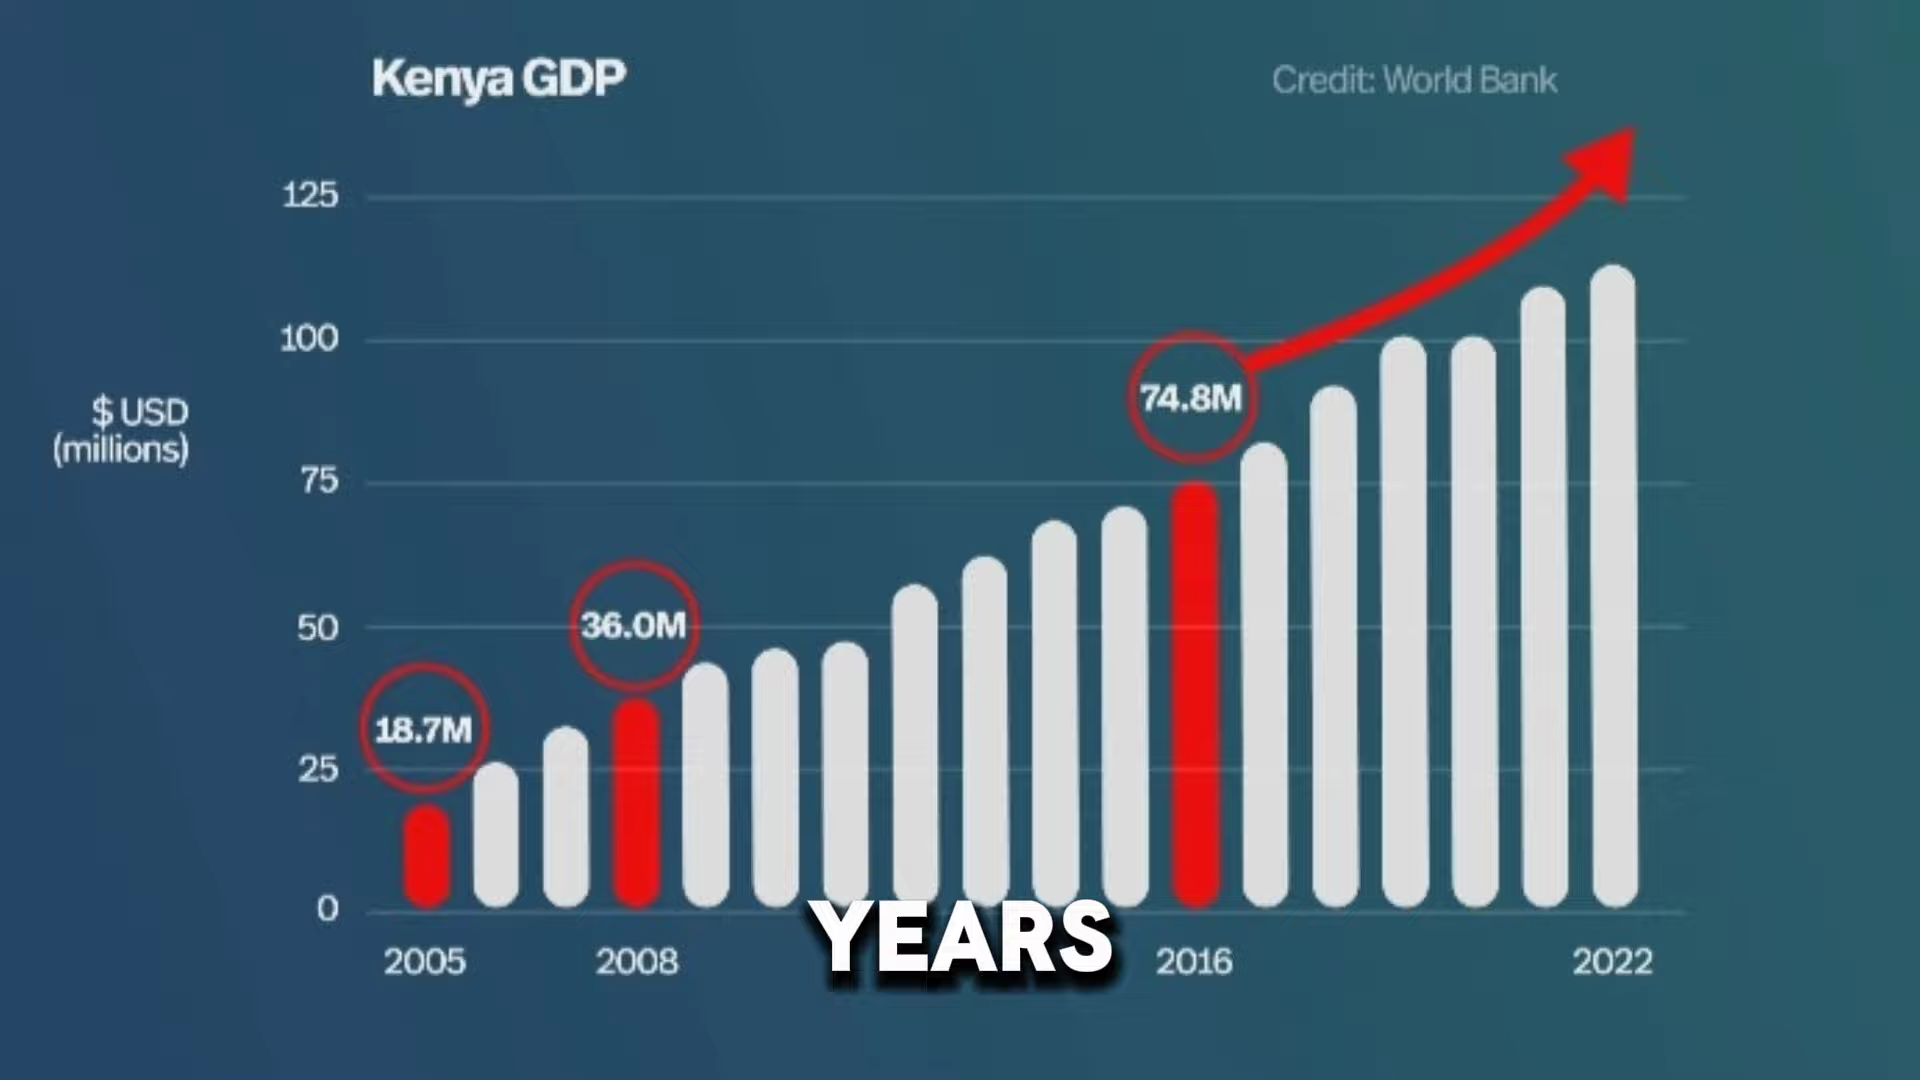 Kenya GDP
Credit: World Bank
125
100
$ USD
(millions)
75
50
25
0
74.8M
36.0M
18.7M
2005
2008
YEARS
2016
2022